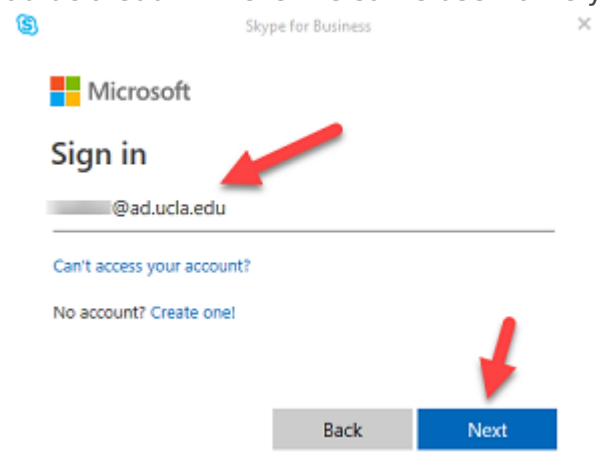 Skype for Business
Microsoft
Sign in
@ad.ucla.edu
Can't access your account?
No account? Create one!
Back
Next